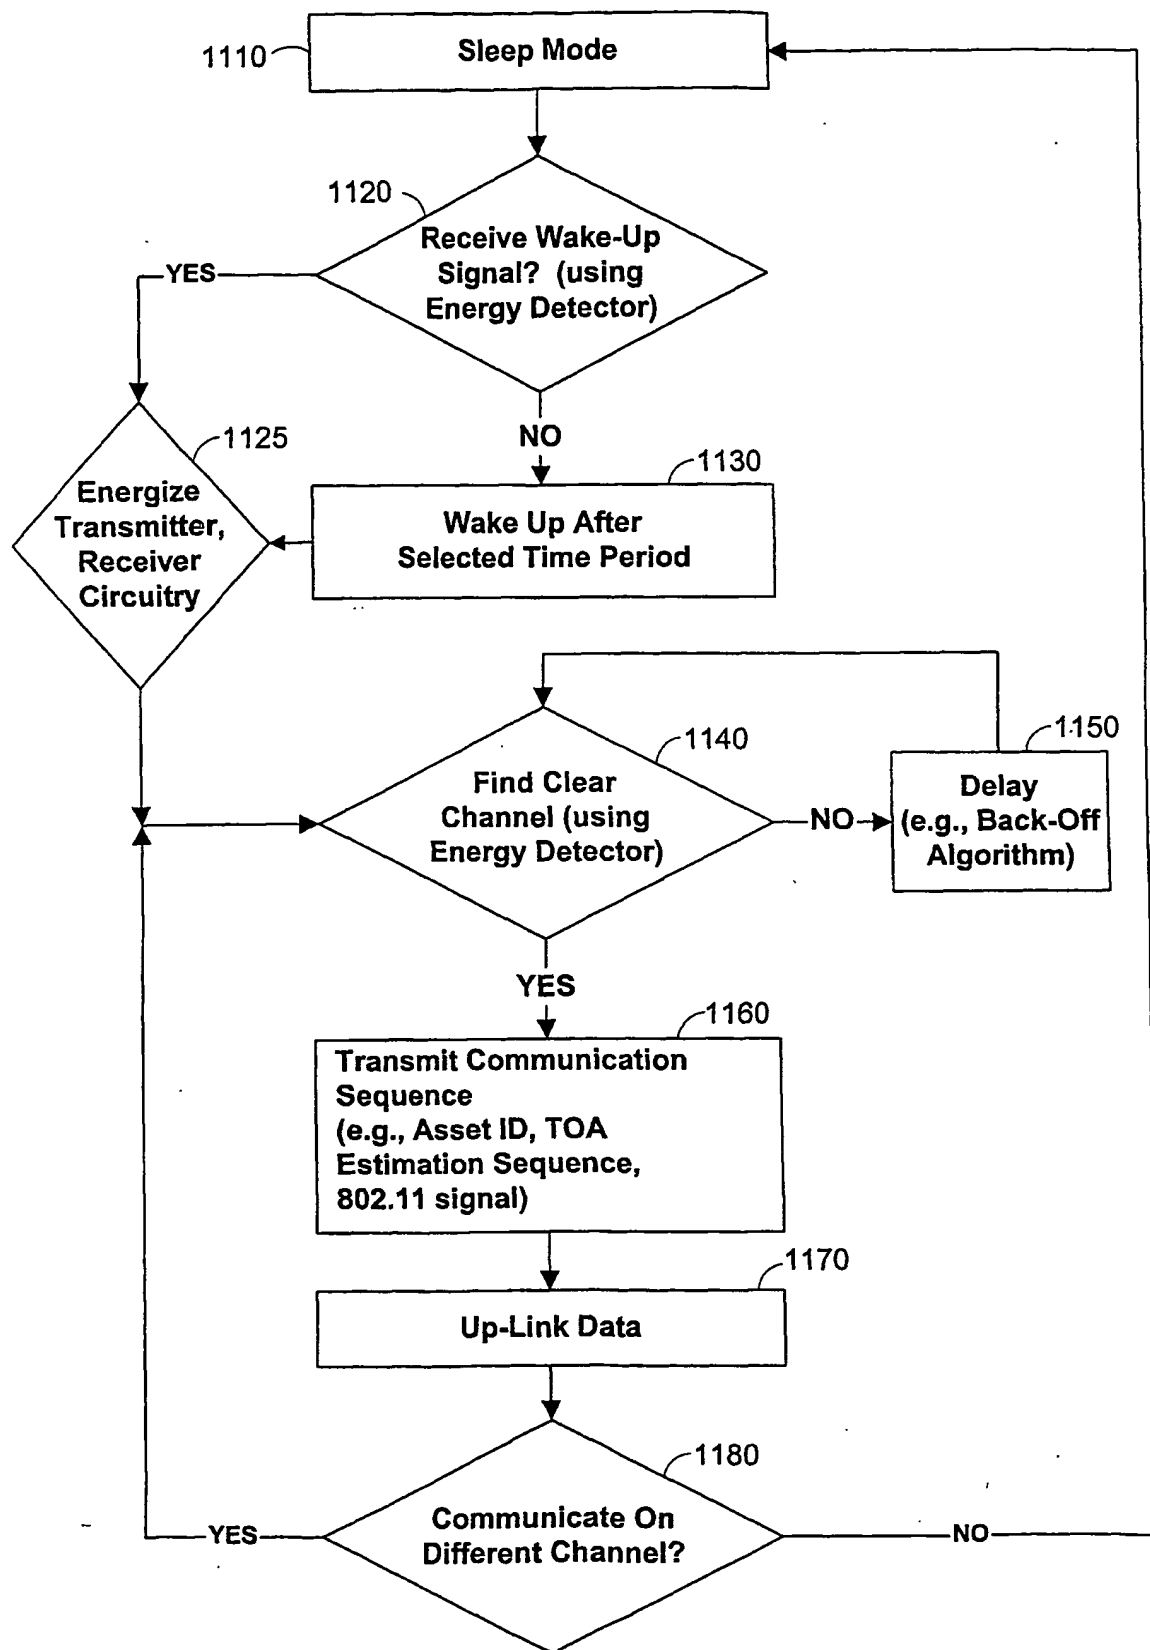 1110
Sleep Mode
1120
Receive Wake-Up
Signal? (using
Energy Detector)
YES
NO
1125
Energize
Transmitter,
Receiver
Circuitry
1130
Wake Up After
Selected Time Period
1140
Find Clear
Channel (using
Energy Detector)
NO
1150
Delay
(e.g., Back-Off
Algorithm)
YES
1160
Transmit Communication
Sequence
(e.g., Asset ID, TOA
Estimation Sequence,
802.11 signal)
1170
Up-Link Data
1180
Communicate On
Different Channel?
YES
NO